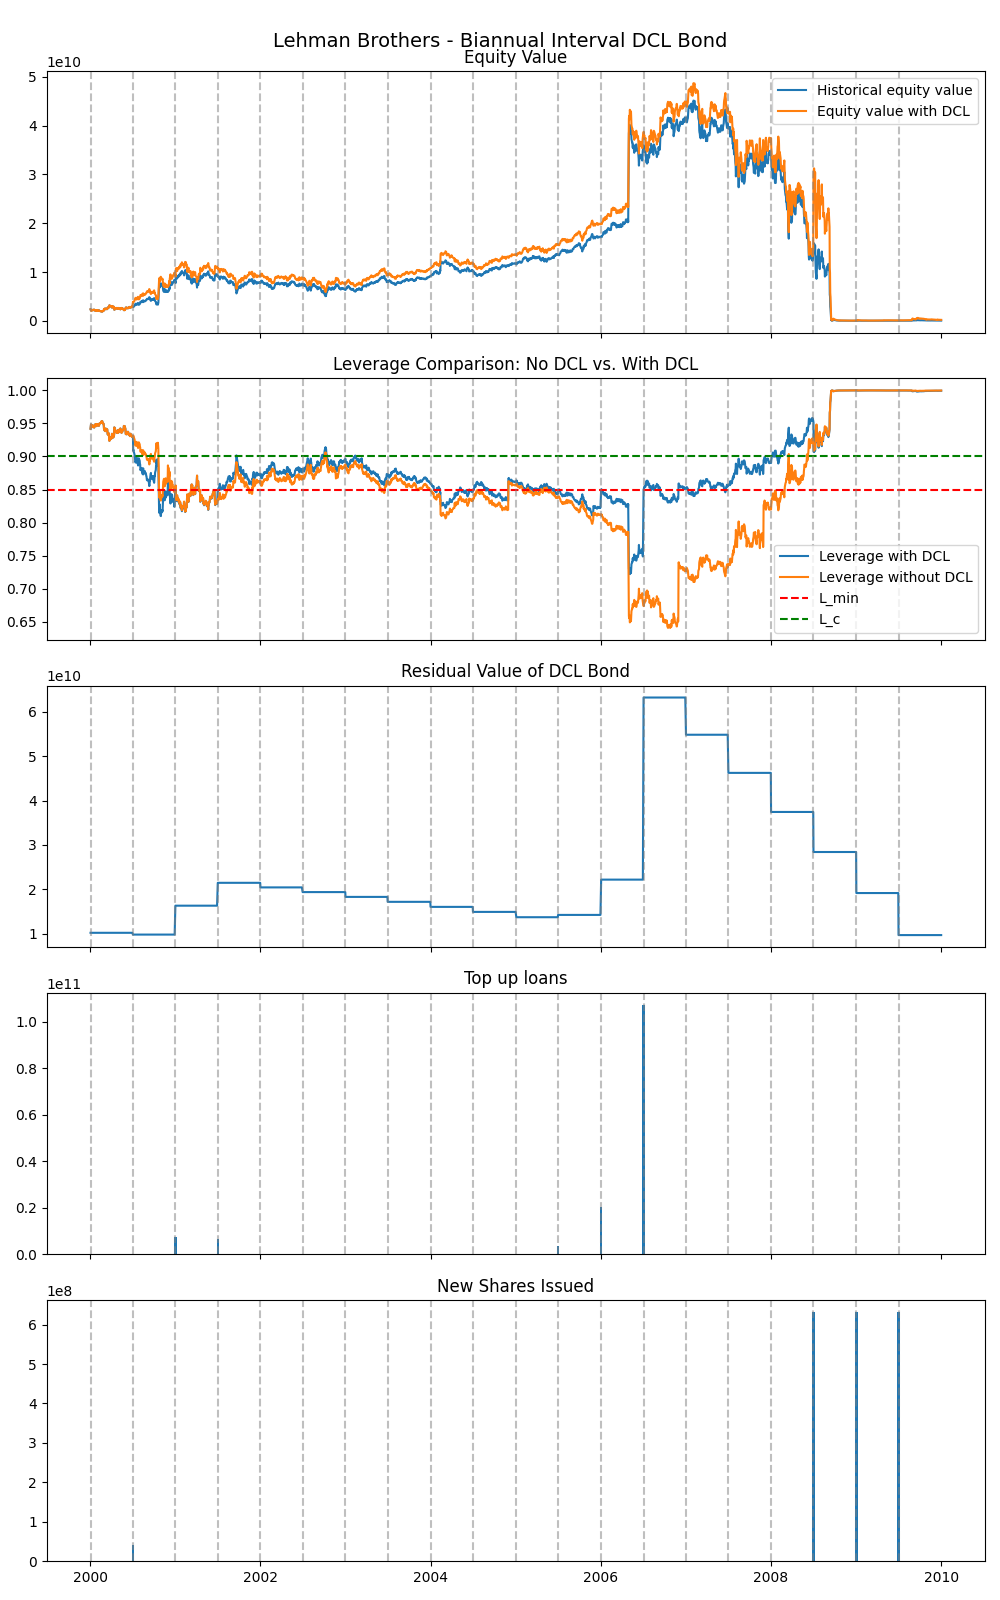 Lehman Brothers - Biannual Interval DCL Bond
Equity Value
1e10
5
4
3
2
1
0
Historical equity value
Equity value with DCL
Leverage Comparison: No DCL vs. With DCL
1.00
0.95
0.90
0.85
0.80
0.75
0.70
0.65
Leverage with DCL
Leverage without DCL
L_min
L_c
Residual Value of DCL Bond
1e10
6
5
4
3
2
1
Top up loans
1e11
1.0
0.8
0.6
0.4
0.2
0.0
New Shares Issued
1e8
6
5
4
3
2
1
0
2000 2002 2004 2006 2008 2010